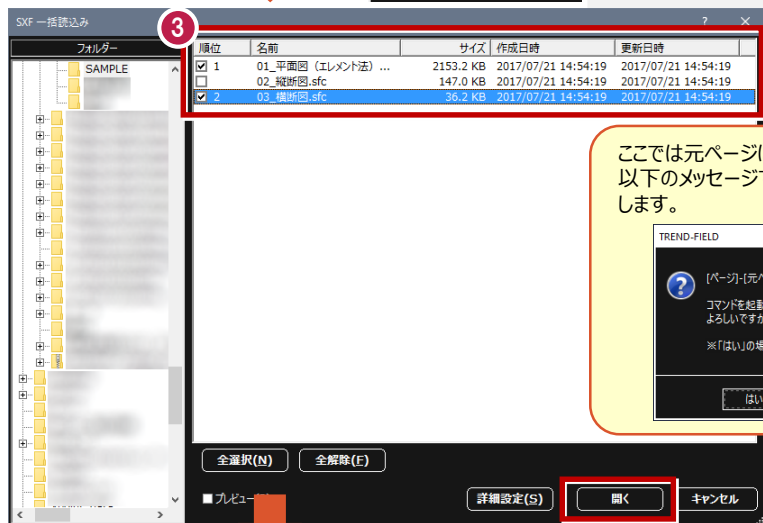 SXF 一括読込み
3
? ×
フォルダー
SAMPLE
順位 名前 サイズ 作成日時 更新日時
1 01_平面図（エレメント法）... 2153.2 KB 2017/07/21 14:54:19 2017/07/21 14:54:19
02_縦断図.sfc 147.0 KB 2017/07/21 14:54:19 2017/07/21 14:54:19
2 03_横断図.sfc 36.2 KB 2017/07/21 14:54:19 2017/07/21 14:54:19
ここでは元ページ
以下のメッセージ
します。
TREND-FIELD
[ページ]-[元ペ
コマンドを起動
よろしいですか
※「はい」の場
はい
全選択(N) 全解除(F)
プレビュー
詳細設定(S) 開く キャンセル